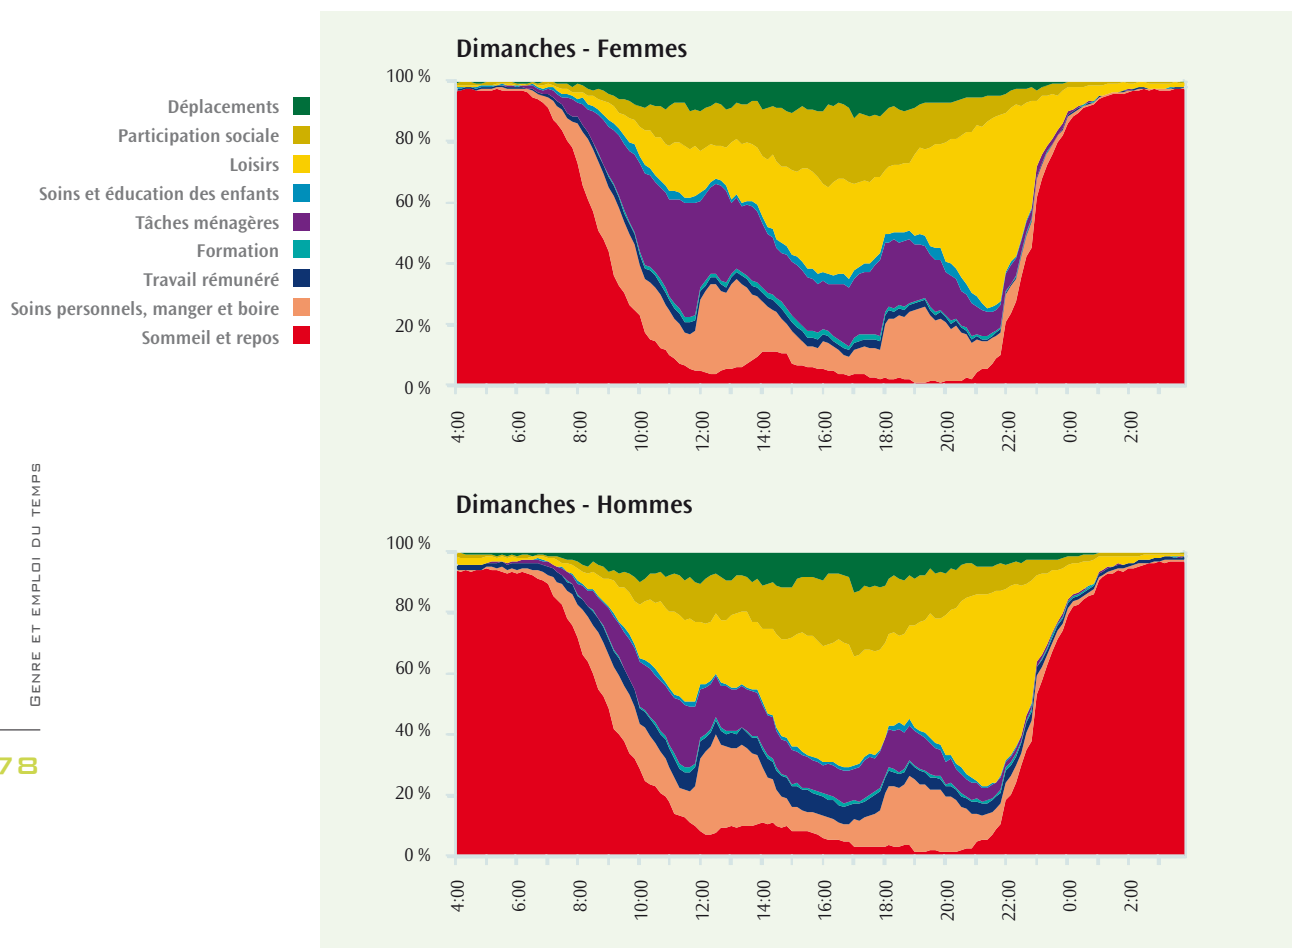 Dimanches - Femmes
Déplacements
Participation sociale
Loisirs
Soins et éducation des enfants
Tâches ménagères
Formation
Travail rémunéré
Soins personnels, manger et boire
Sommeil et repos
100 %
80 %
60 %
40 %
20 %
0 %
4:00 6:00 8:00 10:00 12:00 14:00 16:00 18:00 20:00 22:00 0:00 2:00
GENRE ET EMPLOI DU TEMPS
78
Dimanches - Hommes
100 %
80 %
60 %
40 %
20 %
0 %
4:00 6:00 8:00 10:00 12:00 14:00 16:00 18:00 20:00 22:00 0:00 2:00